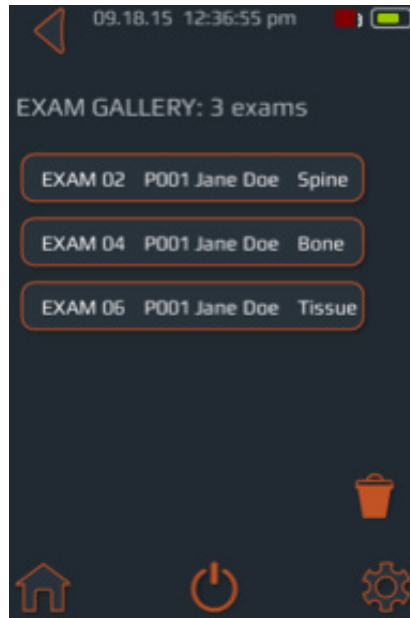 09.18.15 12:36:55 pm
EXAM GALLERY: 3 exams
EXAM 02 P001 Jane Doe Spine
EXAM 04 P001 Jane Doe Bone
EXAM 06 P001 Jane Doe Tissue